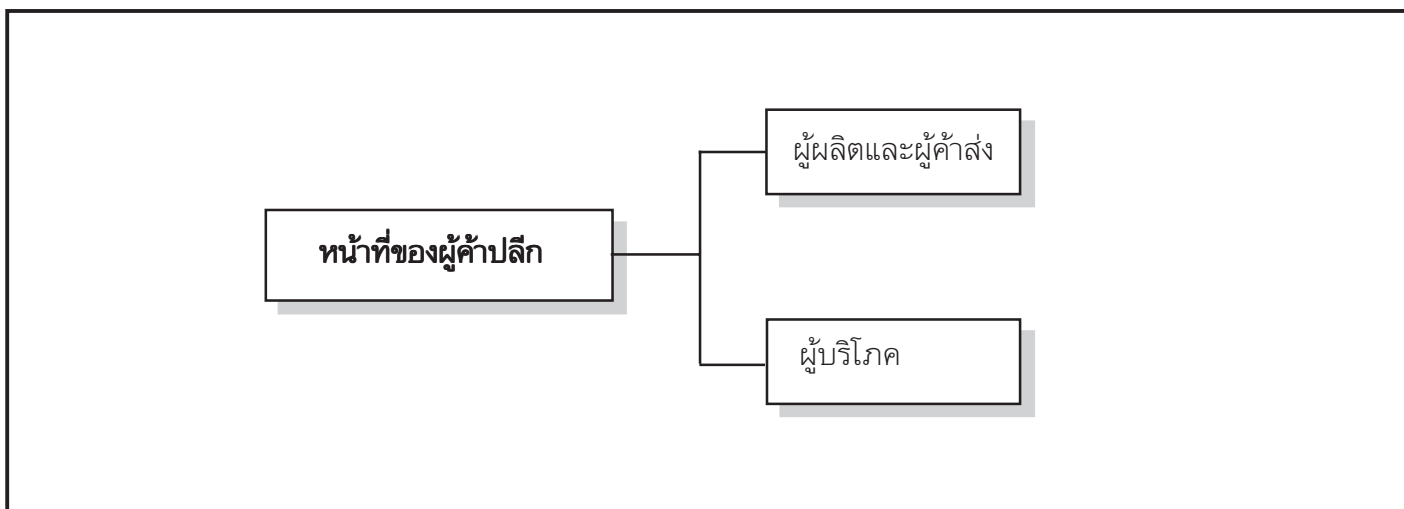 ผู้ผลิตและผู้ค้าส่ง
หน้าที่ของผู้ค้าปลีก
ผู้บริโภค